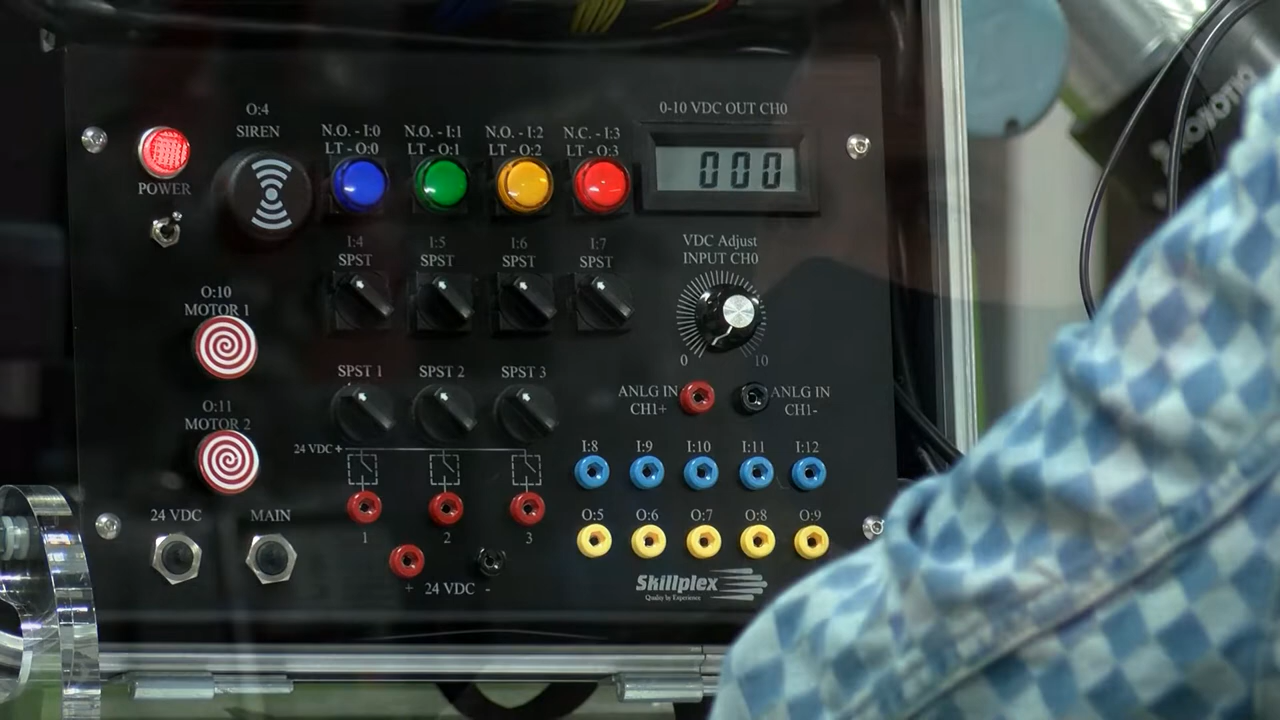 O:4
SIREN
POWER
N.O. - I:0
LT - O:0
N.O. - I:1
LT - O:1
N.O. - I:2
LT - O:2
N.C. - I:3
LT - O:3
0-10 VDC OUT CH0
000
I:4
SPST
I:5
SPST
I:6
SPST
I:7
SPST
VDC Adjust
INPUT CH0
0
10
O:10
MOTOR 1
O:11
MOTOR 2
SPST 1
SPST 2
SPST 3
ANLG IN
CH1+
ANLG IN
CH1-
24 VDC +
I:8
I:9
I:10
I:11
I:12
O:5
O:6
O:7
O:8
O:9
1
2
3
24 VDC
MAIN
+ 24 VDC -
Skillplex
Quality by Experience